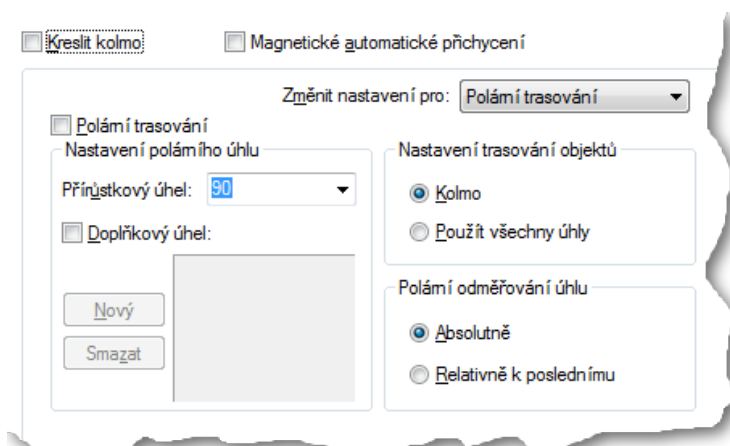 Kreslit kolmo Magnetické automatické přichycení
Změnit nastavení pro: Polární trasování
Polární trasování
Nastavení polárního úhlu
Přírůstkový úhel: 90
Doplňkový úhel:
Nový
Smazat
Nastavení trasování objektů
Kolmo
Použít všechny úhly
Polární odměřování úhlu
Absolutně
Relativně k poslednímu